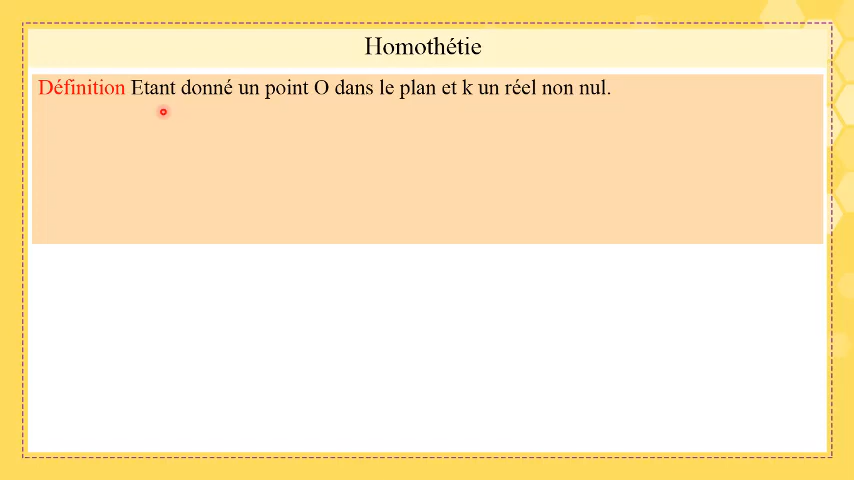 Homothétie
Définition Etant donné un point O dans le plan et k un réel non nul.